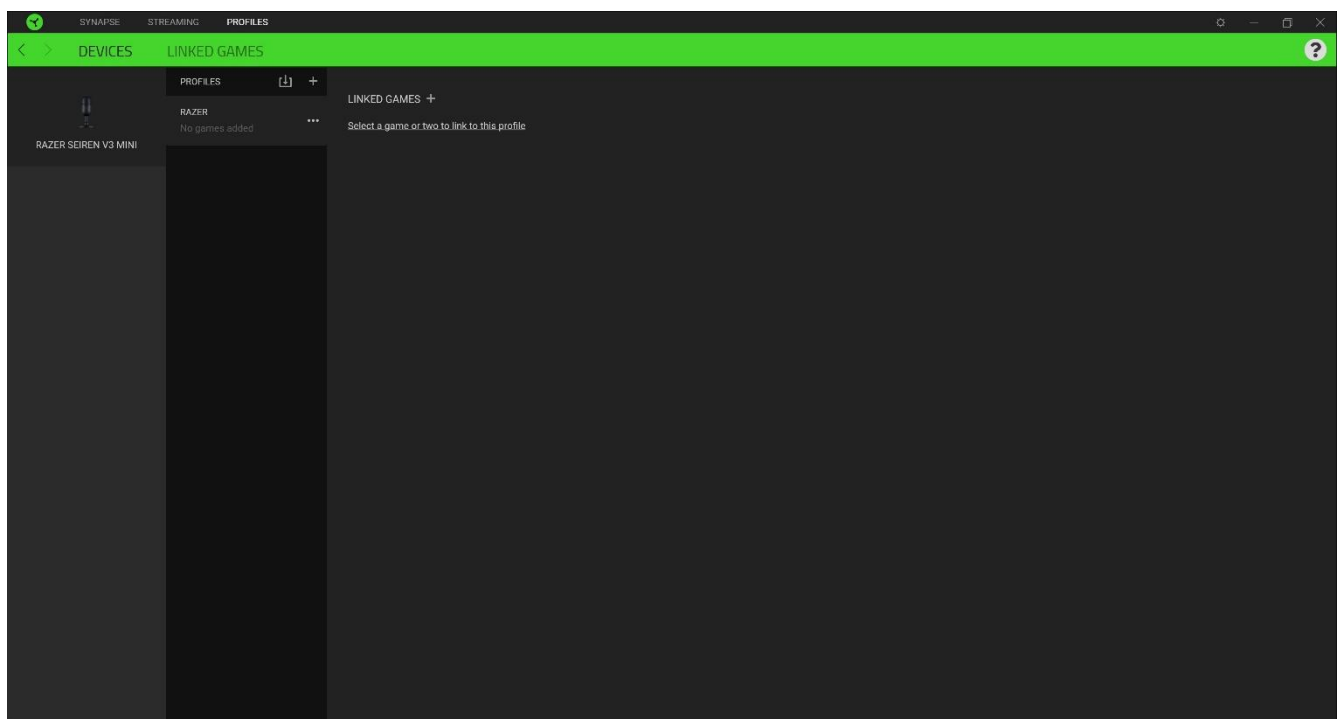 SYNAPSE STREAMING PROFILES
DEVICES LINKED GAMES
?
RAZER SEIREN V3 MINI
PROFILES
RAZER
No games added
LINKED GAMES +
Select a game or two to link to this profile